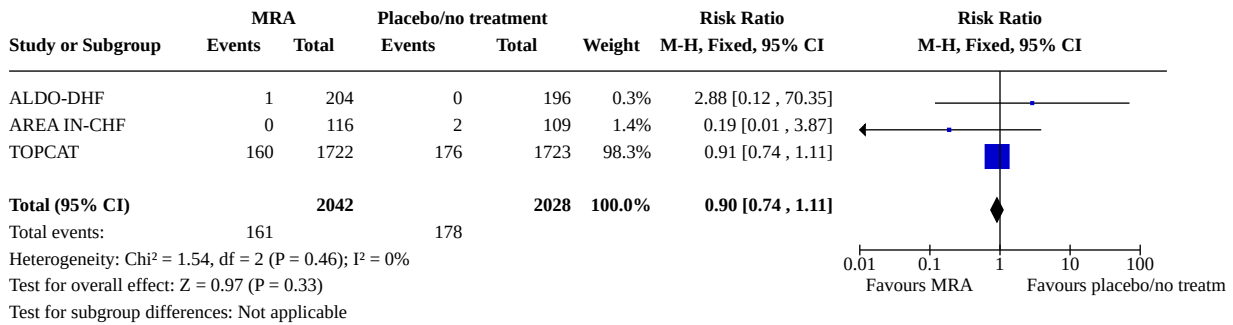 MRA Placebo/no treatment Risk Ratio Risk Ratio
Study or Subgroup Events Total Events Total Weight M-H, Fixed, 95% CI M-H, Fixed, 95% CI
ALDO-DHF 1 204 0 196 0.3% 2.88 [0.12 , 70.35]
AREA IN-CHF 0 116 2 109 1.4% 0.19 [0.01 , 3.87]
TOPCAT 160 1722 176 1723 98.3% 0.91 [0.74 , 1.11]
Total (95% CI) 2042 2028 100.0% 0.90 [0.74 , 1.11]
Total events: 161 178
Heterogeneity: Chi² = 1.54, df = 2 (P = 0.46); I² = 0%
Test for overall effect: Z = 0.97 (P = 0.33)
Test for subgroup differences: Not applicable
0.01 0.1 1 10 100
Favours MRA Favours placebo/no treatm